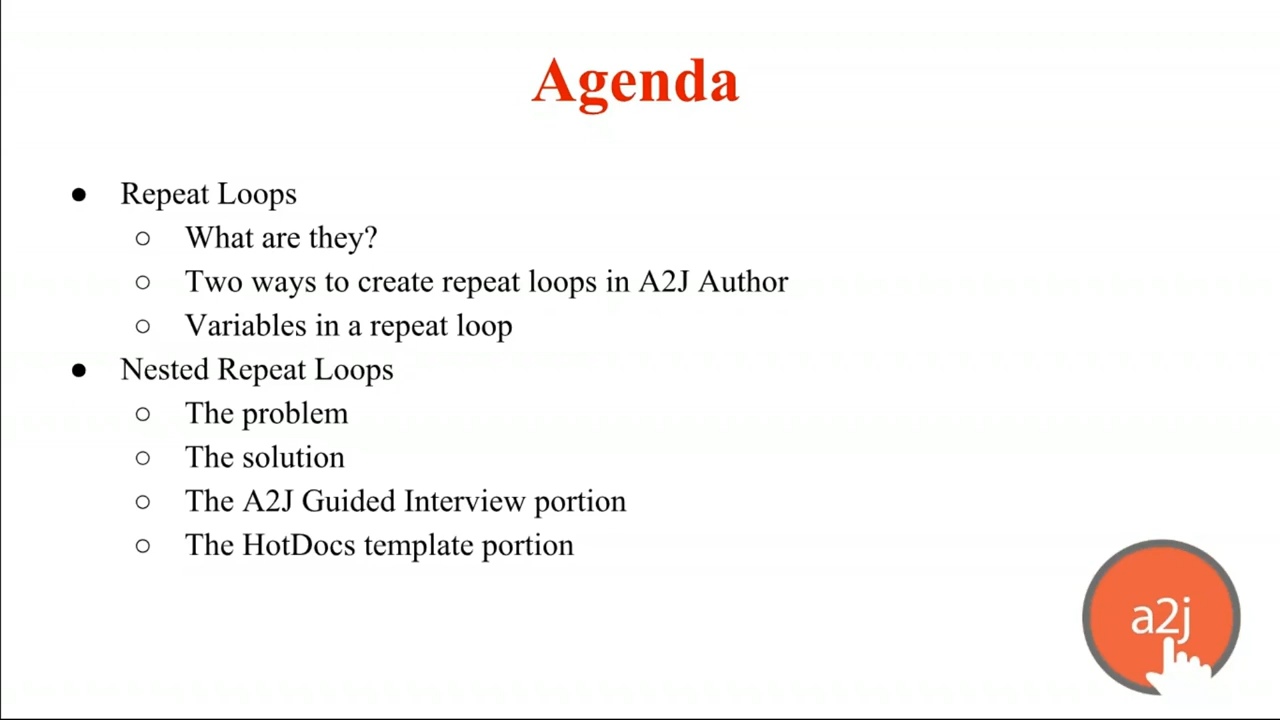 Agenda
● Repeat Loops
○ What are they?
○ Two ways to create repeat loops in A2J Author
○ Variables in a repeat loop
● Nested Repeat Loops
○ The problem
○ The solution
○ The A2J Guided Interview portion
○ The HotDocs template portion
a2j